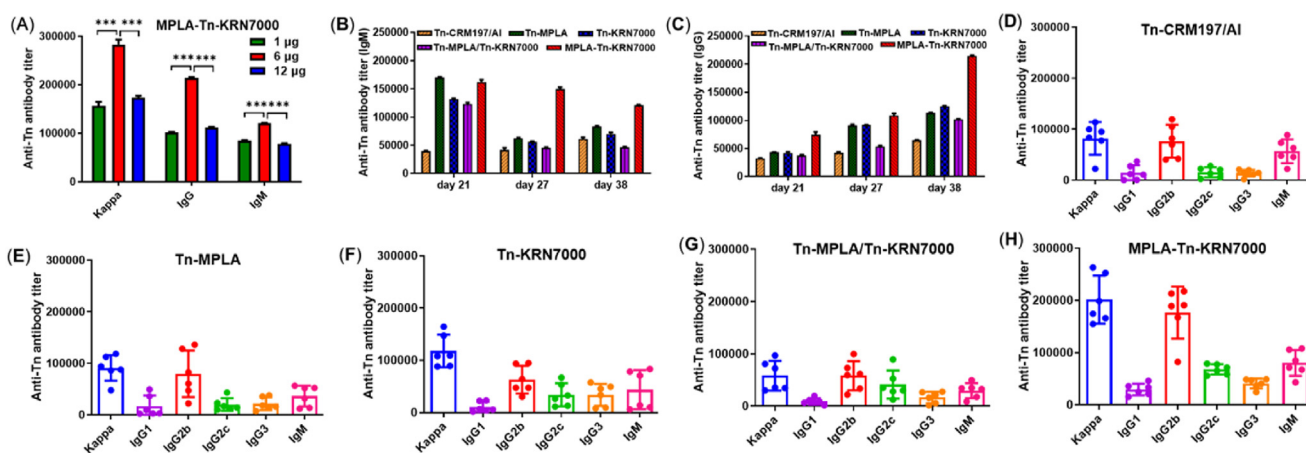 (A) MPLA-Tn-KRN7000
Anti-Tn antibody titer
300000
200000
100000
0
*** ***
*** ***
******
1 µg
6 µg
12 µg
Kappa IgG IgM
(B)
Anti-Tn antibody titer (IgM)
250000
200000
150000
100000
50000
0
Tn-CRM197/Al Tn-MPLA Tn-KRN7000
Tn-MPLA/Tn-KRN7000 MPLA-Tn-KRN7000
day 21 day 27 day 38
(C)
Anti-Tn antibody titer (IgG)
250000
200000
150000
100000
50000
0
Tn-CRM197/Al Tn-MPLA Tn-KRN7000
Tn-MPLA/Tn-KRN7000 MPLA-Tn-KRN7000
day 21 day 27 day 38
(D) Tn-CRM197/Al
Anti-Tn antibody titer
300000
200000
100000
0
Kappa IgG1 IgG2b IgG2c IgG3 IgM
(E) Tn-MPLA
Anti-Tn antibody titer
300000
200000
100000
0
Kappa IgG1 IgG2b IgG2c IgG3 IgM
(F) Tn-KRN7000
Anti-Tn antibody titer
300000
200000
100000
0
Kappa IgG1 IgG2b IgG2c IgG3 IgM
(G) Tn-MPLA/Tn-KRN7000
Anti-Tn antibody titer
300000
200000
100000
0
Kappa IgG1 IgG2b IgG2c IgG3 IgM
(H) MPLA-Tn-KRN7000
Anti-Tn antibody titer
300000
200000
100000
0
Kappa IgG1 IgG2b IgG2c IgG3 IgM